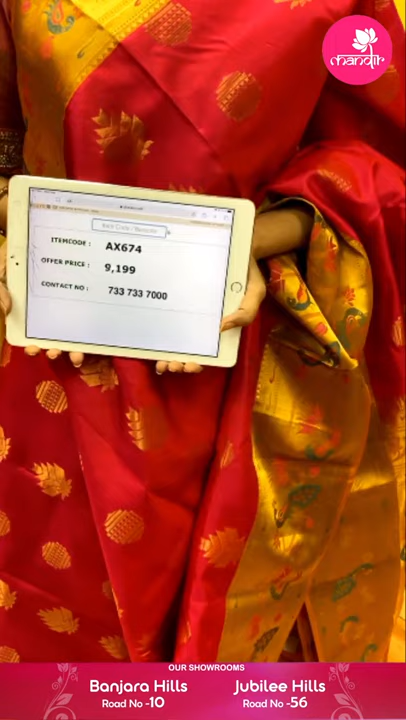 mandir
ITEMCODE : AX674
OFFER PRICE : 9,199
CONTACT NO : 733 733 7000
OUR SHOWROOMS
Banjara Hills Jubilee Hills
Road No -10 Road No -56